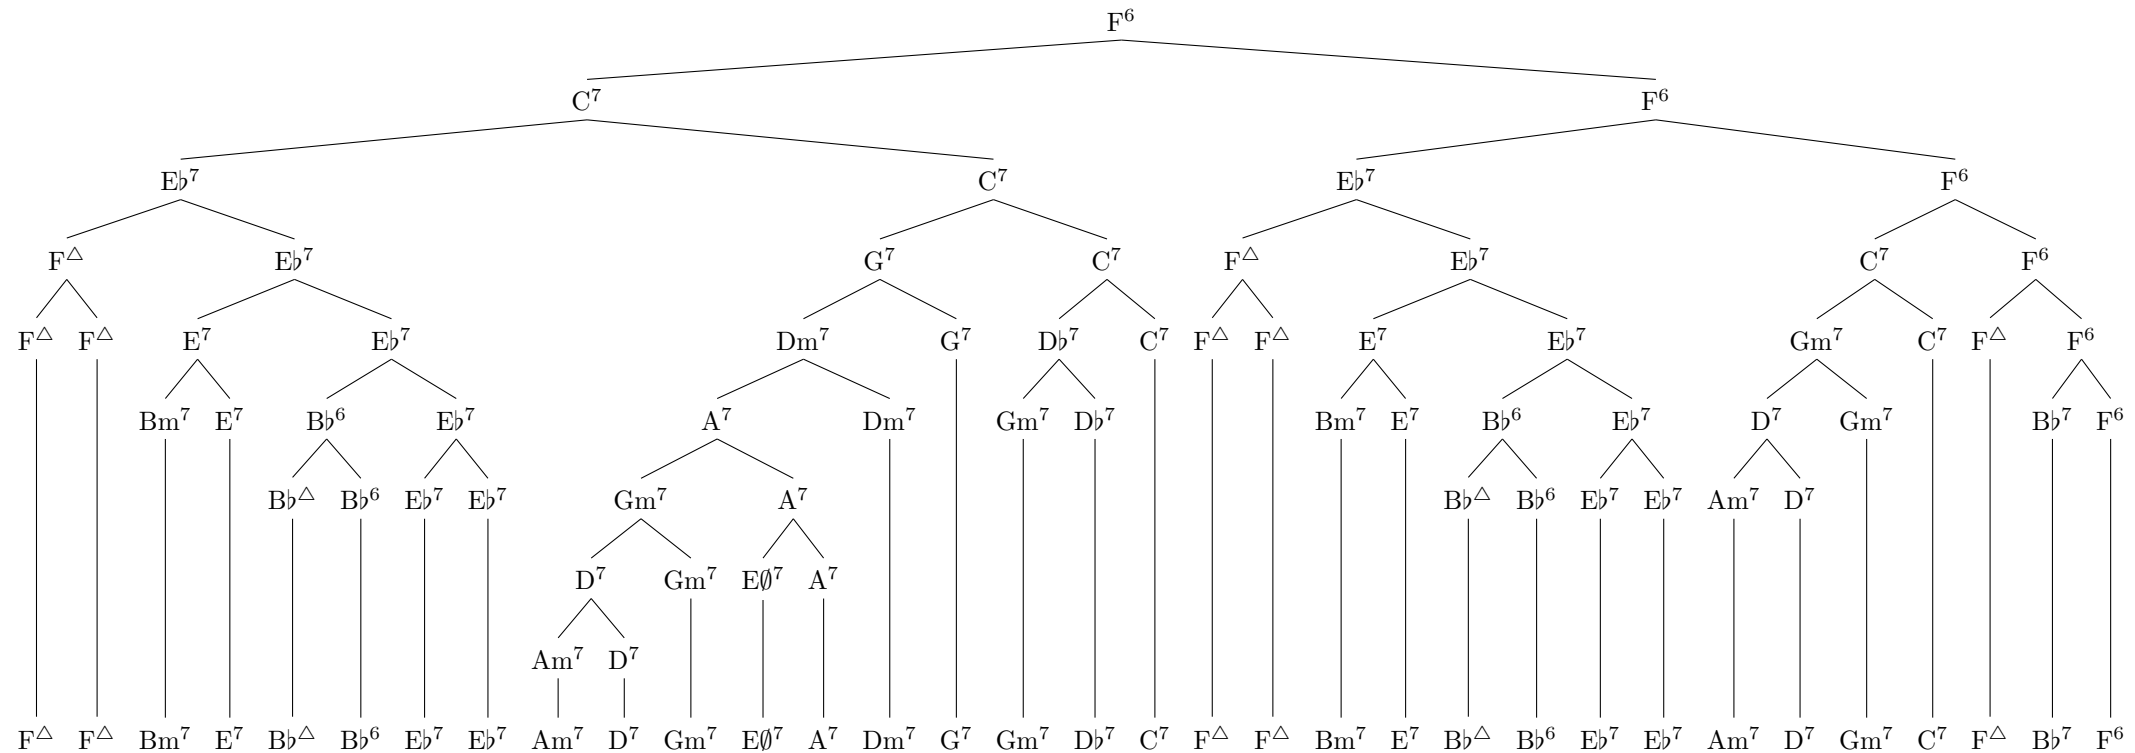 F⁶
C⁷ F⁶
E♭⁷ C⁷ E♭⁷ F⁶
F△ E♭⁷ G⁷ C⁷ F△ E♭⁷ C⁷ F⁶
F△ F△ E⁷ E♭⁷ Dm⁷ G⁷ D♭⁷ C⁷ F△ F△ E⁷ E♭⁷ Gm⁷ C⁷ F△ F⁶
Bm⁷ E⁷ B♭⁶ E♭⁷ A⁷ Dm⁷ Gm⁷ D♭⁷ Bm⁷ E⁷ B♭⁶ E♭⁷ D⁷ Gm⁷ B♭⁷ F⁶
B♭△ B♭⁶ E♭⁷ E♭⁷ Gm⁷ A⁷ B♭△ B♭⁶ E♭⁷ E♭⁷ Am⁷ D⁷
D⁷ Gm⁷ E∅⁷ A⁷
Am⁷ D⁷
F△ F△ Bm⁷ E⁷ B♭△ B♭⁶ E♭⁷ E♭⁷ Am⁷ D⁷ Gm⁷ E∅⁷ A⁷ Dm⁷ G⁷ Gm⁷ D♭⁷ C⁷ F△ F△ Bm⁷ E⁷ B♭△ B♭⁶ E♭⁷ E♭⁷ Am⁷ D⁷ Gm⁷ C⁷ F△ B♭⁷ F⁶